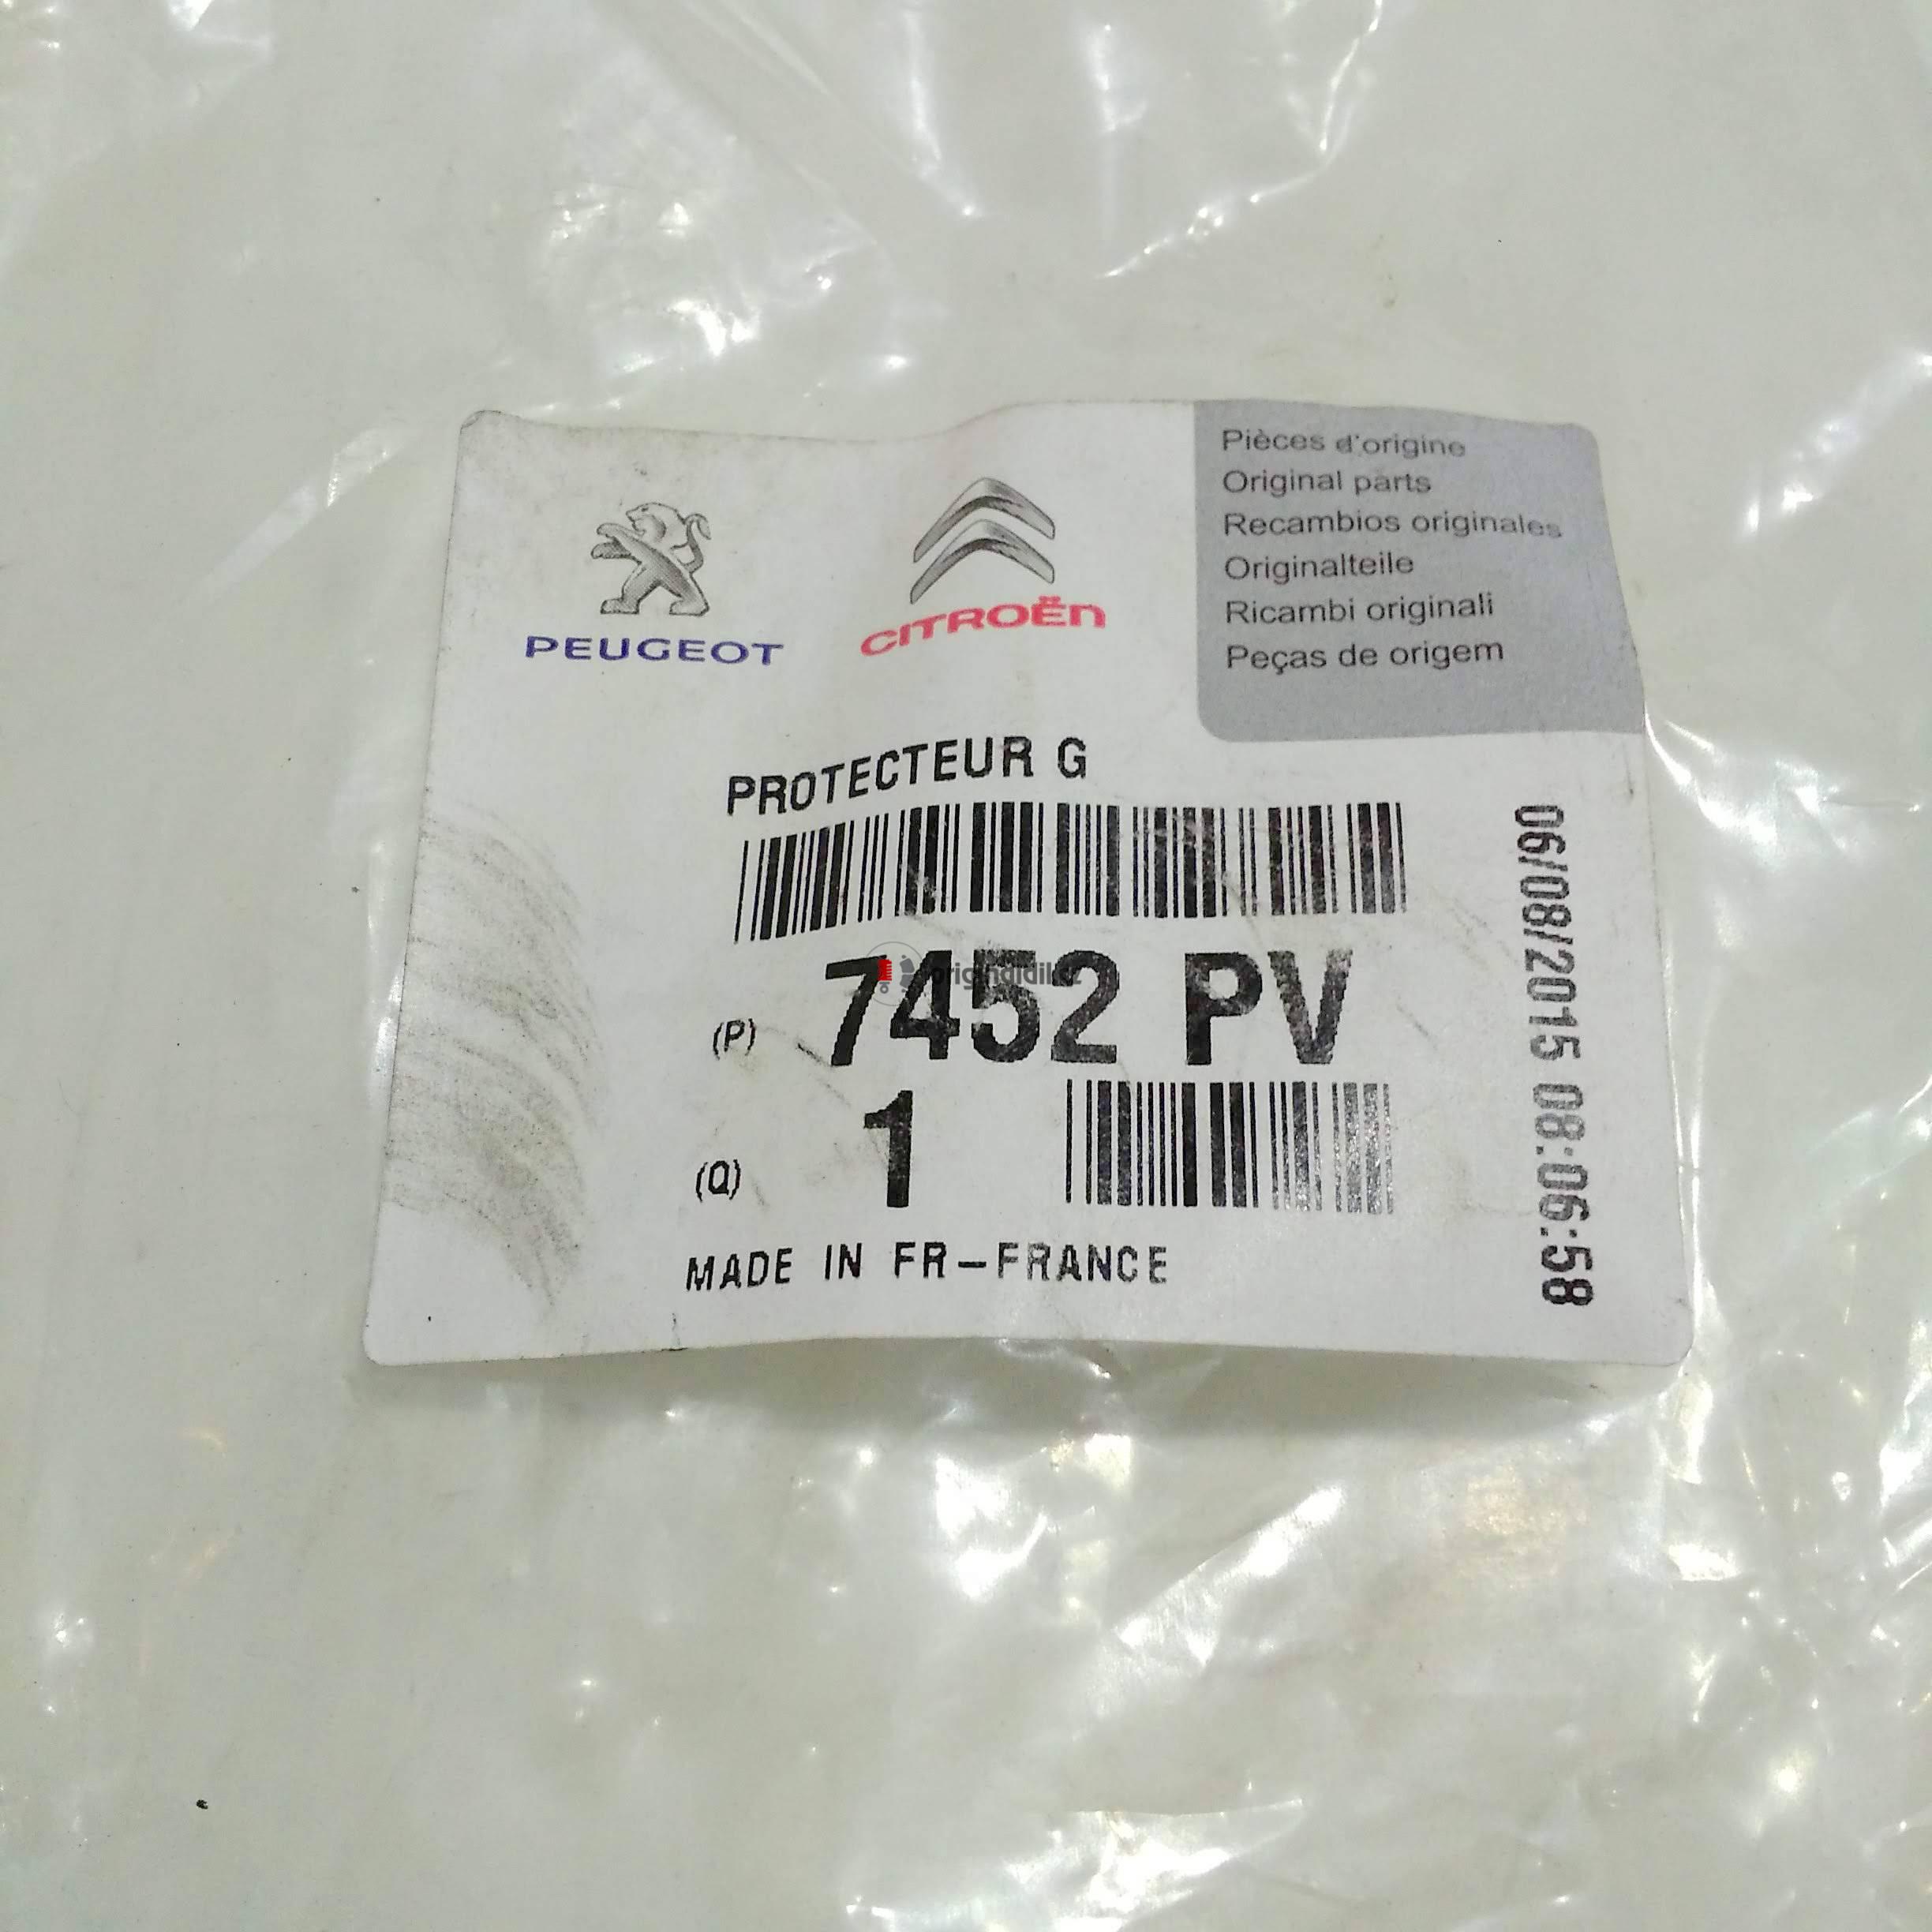 PEUGEOT
CITROËN
Pièces d'origine
Original parts
Recambios originales
Originalteile
Ricambi originali
Peças de origem
PROTECTEUR G
(P) 7452 PV
(Q) 1
MADE IN FR-FRANCE
06/08/2015 08:06:58